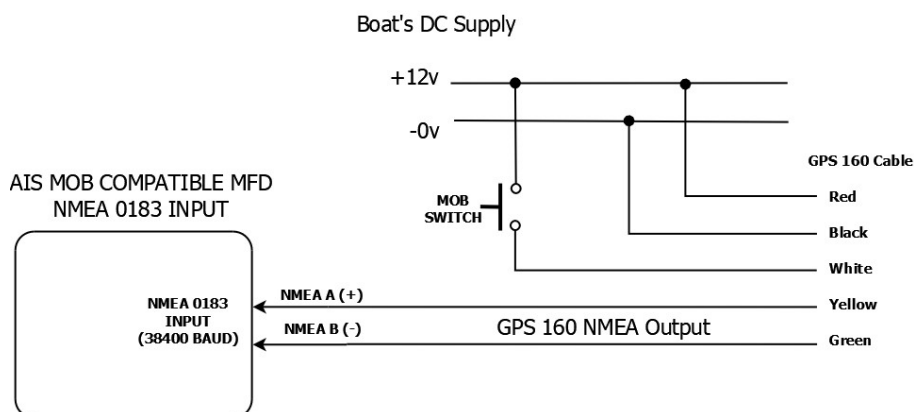 Boat's DC Supply
+12v
-0v
GPS 160 Cable
AIS MOB COMPATIBLE MFD
NMEA 0183 INPUT
MOB
SWITCH
Red
Black
White
NMEA 0183
INPUT
(38400 BAUD)
NMEA A (+)
Yellow
NMEA B (-)
GPS 160 NMEA Output
Green